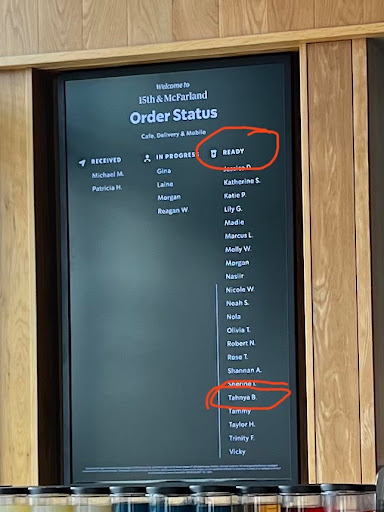 Welcome to
15th & McFarland
Order Status
Cafe, Delivery & Mobile
RECEIVED
Michael M.
Patricia H.
IN PROGRESS
Gina
Laine
Morgan
Reagan W.
READY
Jessica D.
Katherine S.
Katie P.
Lily G.
Madie
Marcus L.
Molly W.
Morgan
Nasiir
Nicole W.
Noah S.
Nola
Olivia T.
Robert N.
Rose T.
Shannan A.
Tahnya B.
Tammy
Taylor H.
Trinity F.
Vicky